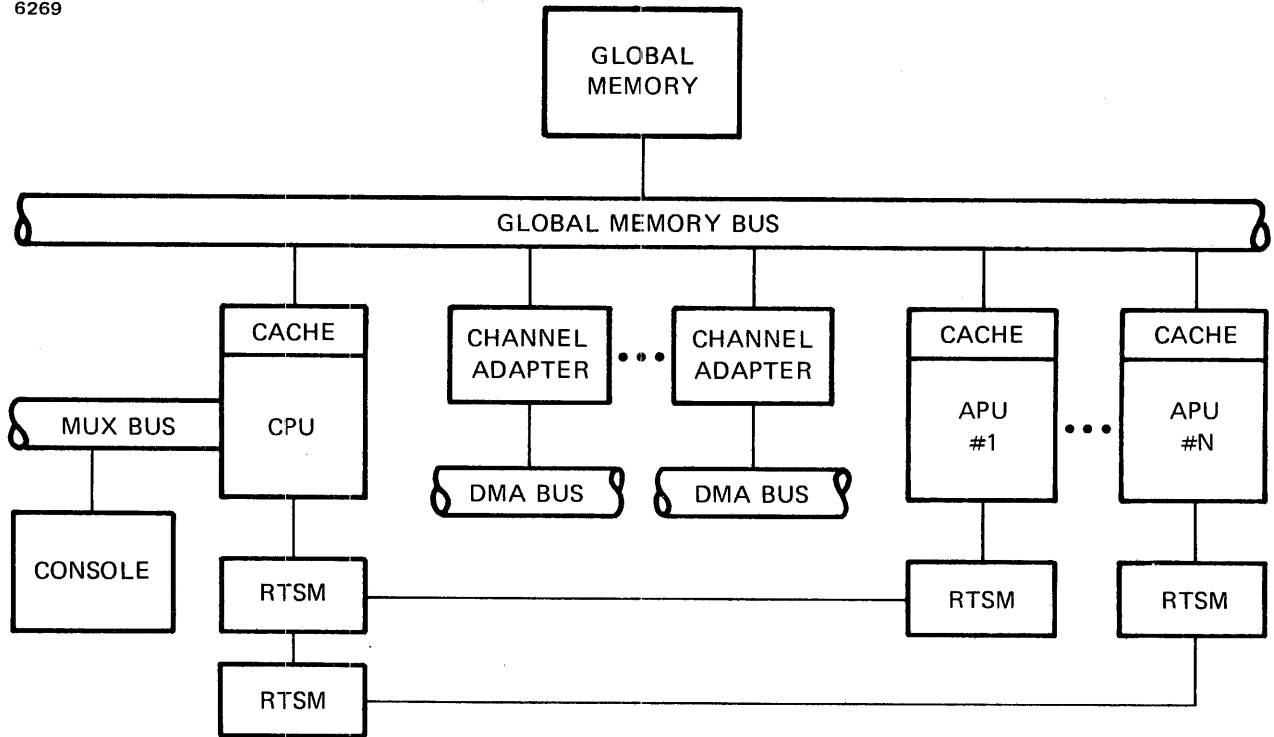 6269
GLOBAL
MEMORY
GLOBAL MEMORY BUS
CACHE
CPU
MUX BUS
CONSOLE
CHANNEL
ADAPTER
CHANNEL
ADAPTER
DMA BUS
DMA BUS
CACHE
APU
#1
CACHE
APU
#N
RTSM
RTSM
RTSM
RTSM